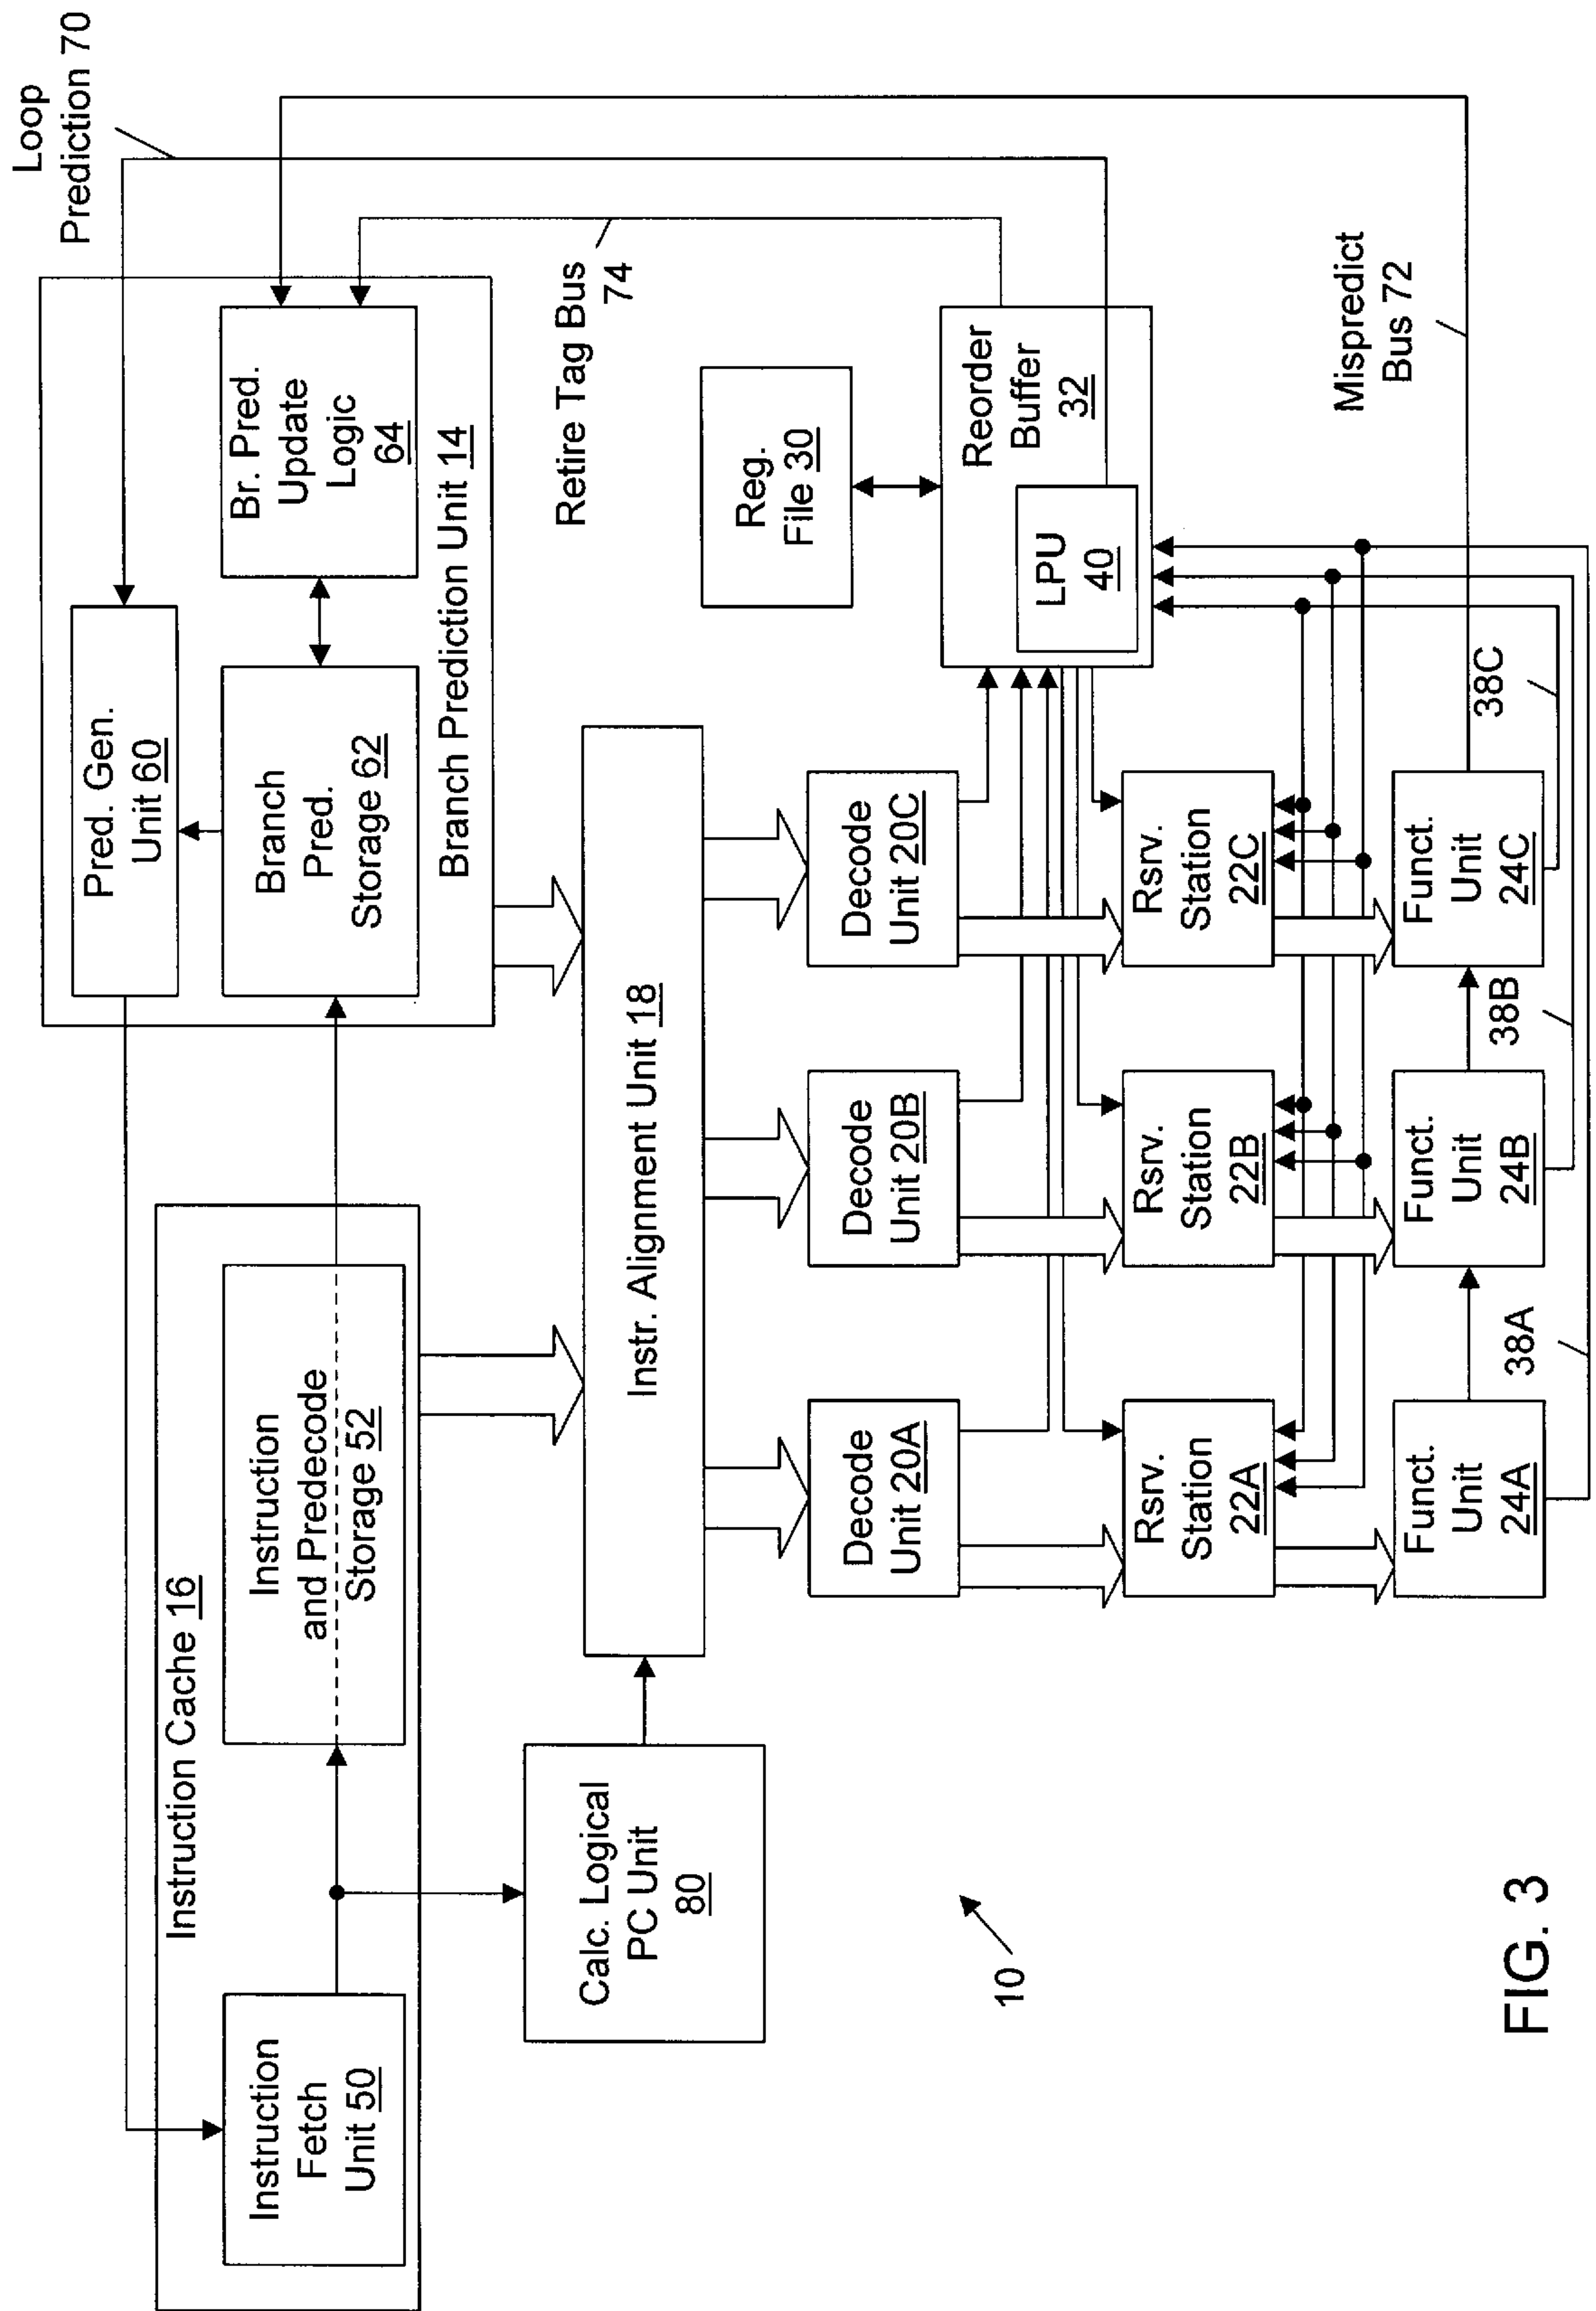 Loop
Prediction 70
Pred. Gen.
Unit 60
Br. Pred.
Update
Logic
64
Branch
Pred.
Storage 62
Branch Prediction Unit 14
Instruction Cache 16
Instruction
Fetch
Unit 50
Instruction
and Predecode
Storage 52
Retire Tag Bus
74
Calc. Logical
PC Unit
80
Instr. Alignment Unit 18
Reg.
File 30
Decode
Unit 20A
Decode
Unit 20B
Decode
Unit 20C
Reorder
Buffer
32
LPU
40
Rsrv.
Station
22A
Rsrv.
Station
22B
Rsrv.
Station
22C
Mispredict
Bus 72
Funct.
Unit
24A
Funct.
Unit
24B
Funct.
Unit
24C
38A
38B
38C
10
FIG. 3